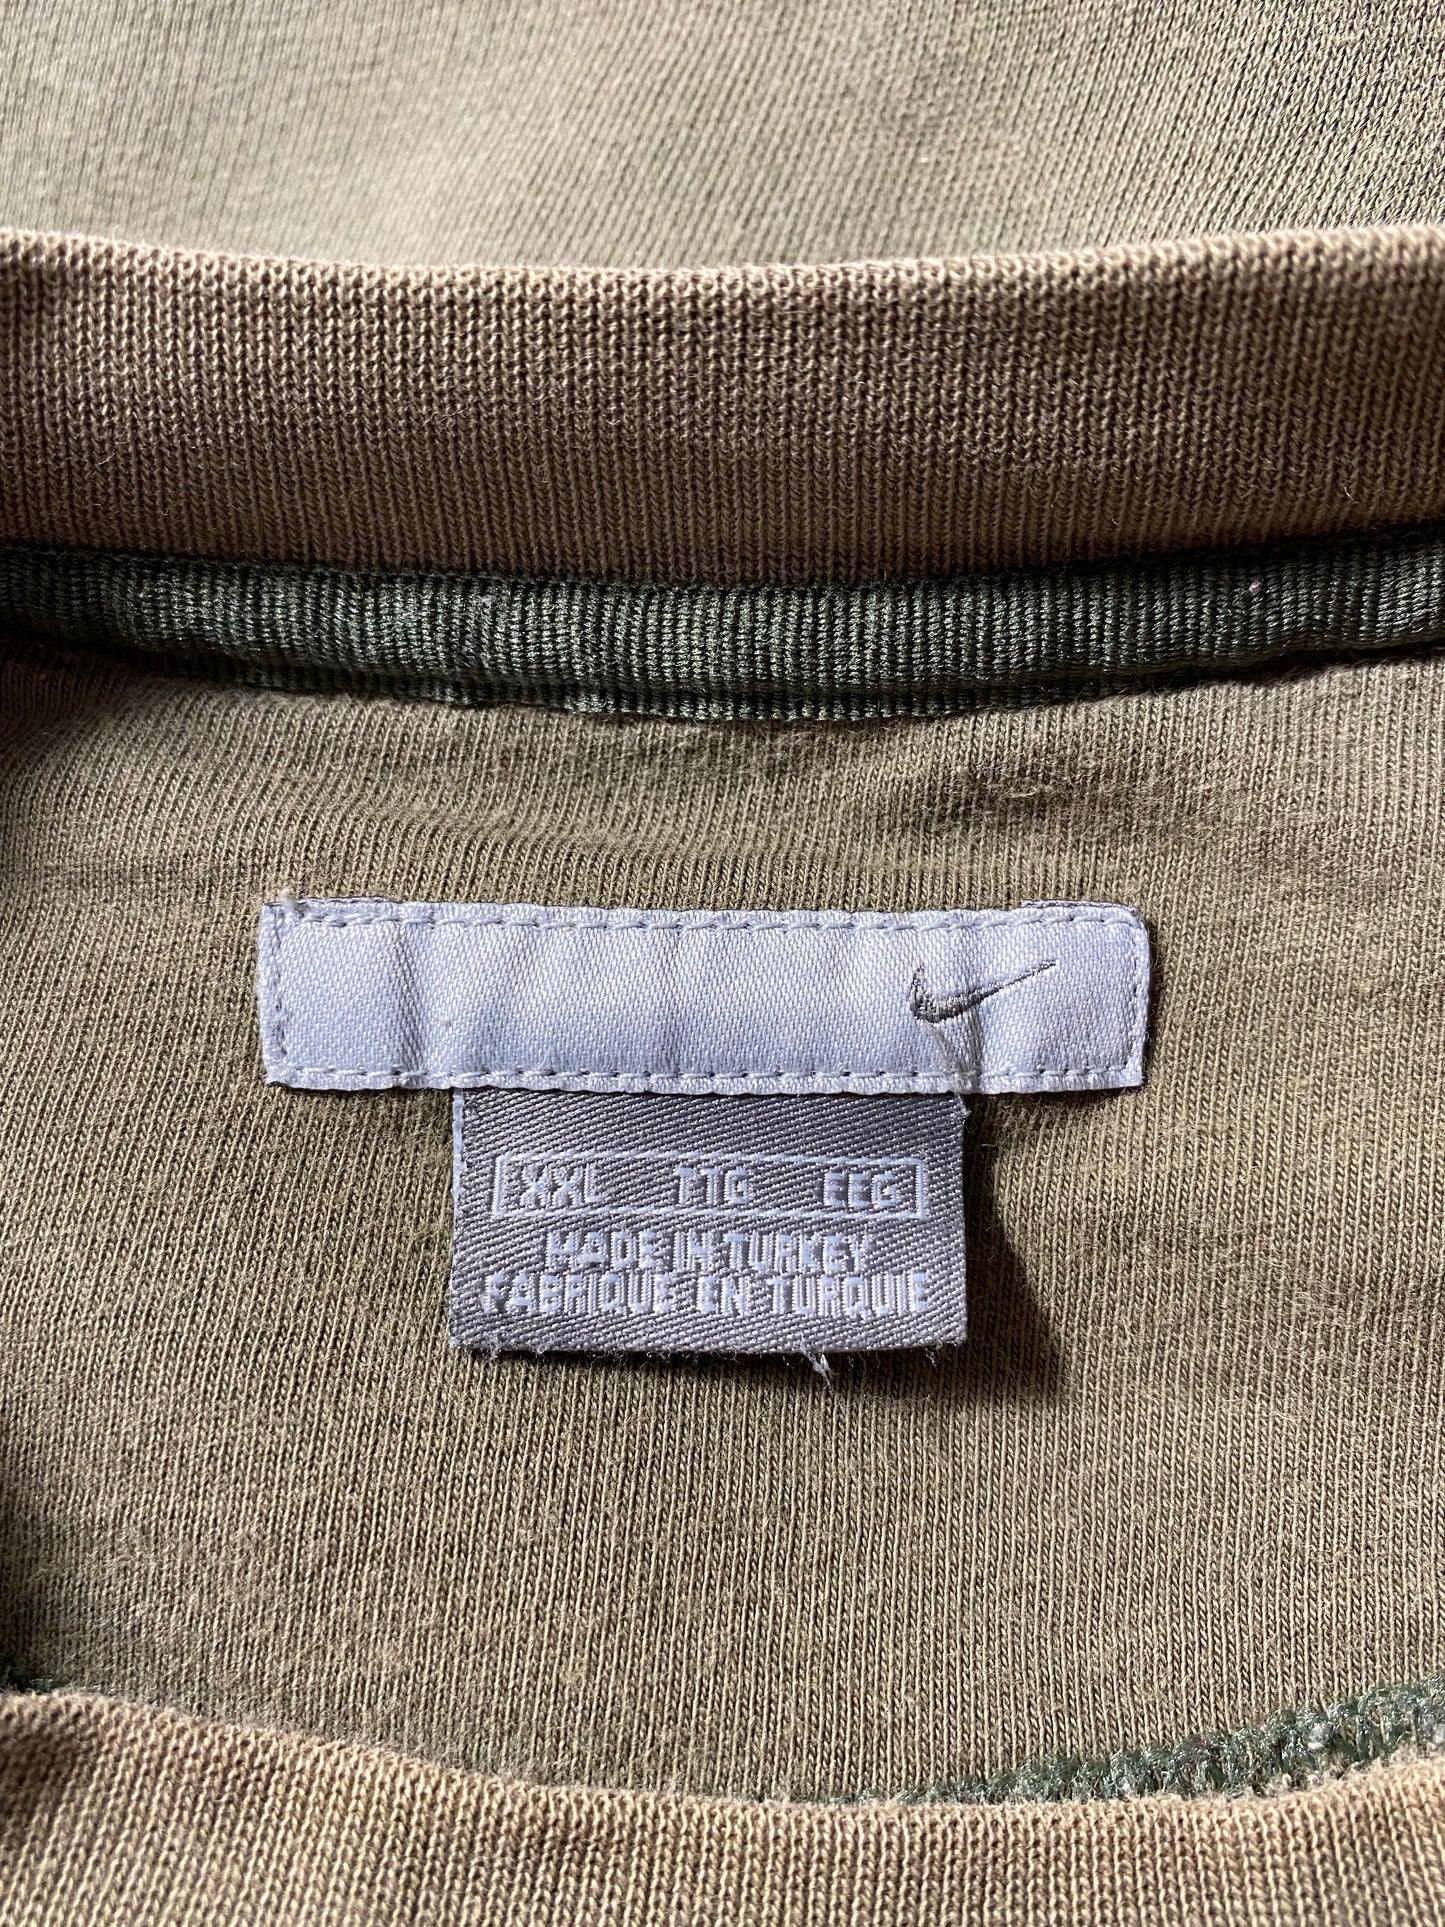 XXL TTG EEG
MADE IN TURKEY
FABRIQUE EN TURQUIE